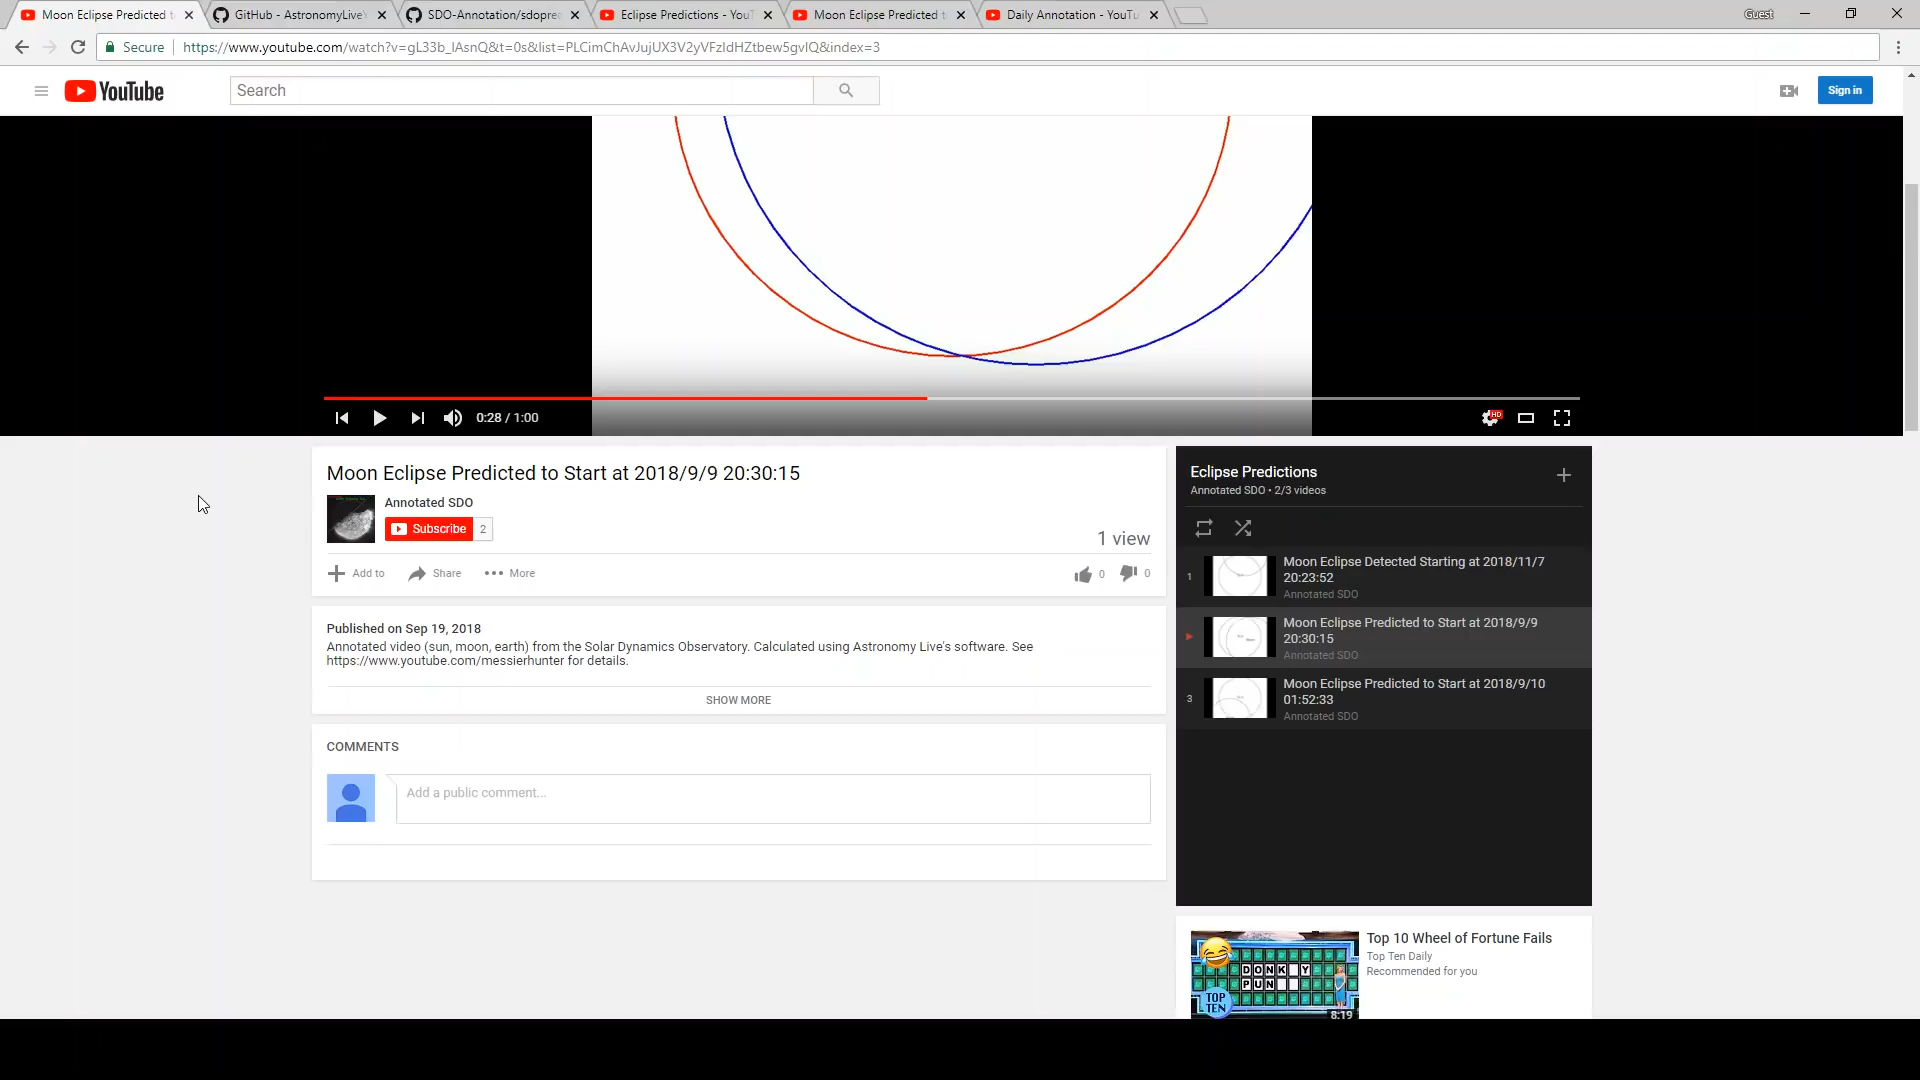 Moon Eclipse Predicted t
GitHub - AstronomyLive'
SDO-Annotation/sdopre
Eclipse Predictions - YouT
Moon Eclipse Predicted
Daily Annotation - YouTu
Guest
Secure
https://www.youtube.com/watch?v=gL33b_lAsnQ&t=0s&list=PLCimChAvJujUX3V2yVFzIdHZtbew5gvIQ&index=3
YouTube
Search
Sign in
0:28 / 1:00
HD
Moon Eclipse Predicted to Start at 2018/9/9 20:30:15
Annotated SDO
Subscribe 2
1 view
Add to
Share
More
0
0
Published on Sep 19, 2018
Annotated video (sun, moon, earth) from the Solar Dynamics Observatory. Calculated using Astronomy Live's software. See
https://www.youtube.com/messierhunter for details.
SHOW MORE
COMMENTS
Add a public comment...
Eclipse Predictions
Annotated SDO • 2/3 videos
1
Moon Eclipse Detected Starting at 2018/11/7
20:23:52
Annotated SDO
Moon Eclipse Predicted to Start at 2018/9/9
20:30:15
Annotated SDO
3
Moon Eclipse Predicted to Start at 2018/9/10
01:52:33
Annotated SDO
DONK Y
PUN
TOP
TEN
8:19
Top 10 Wheel of Fortune Fails
Top Ten Daily
Recommended for you